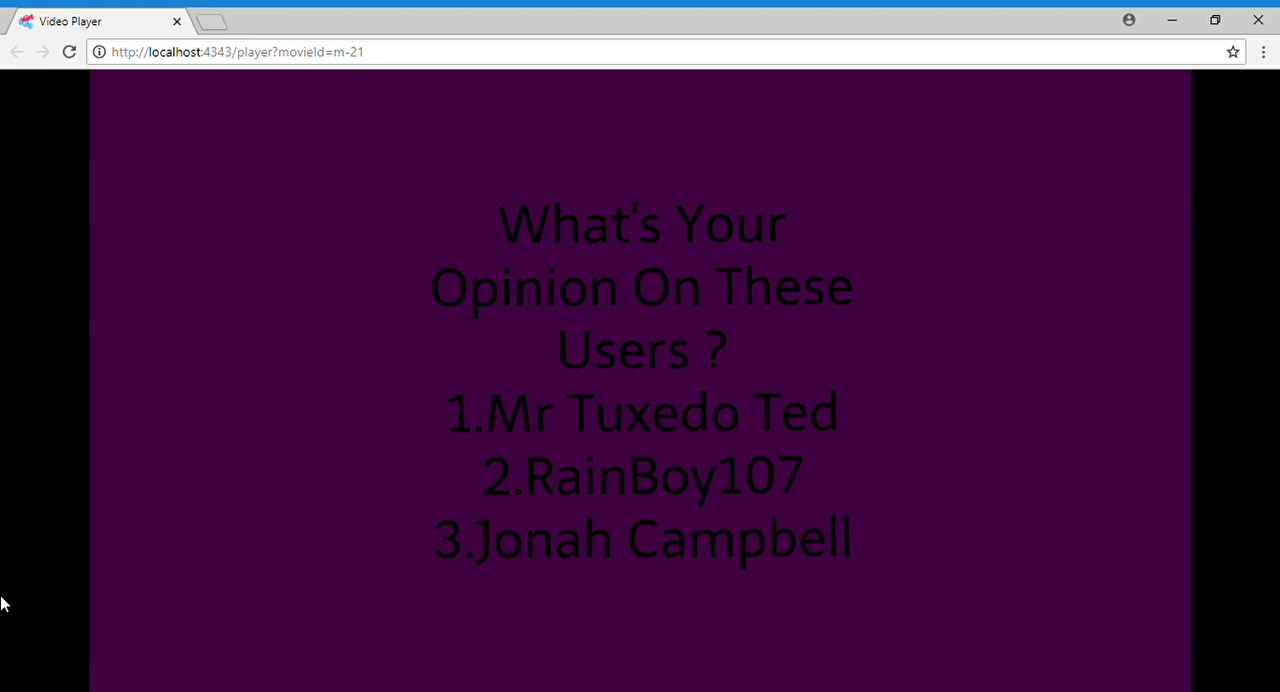 Video Player
http://localhost:4343/player?movieId=m-21
What's Your
Opinion On These
Users ?
1.Mr Tuxedo Ted
2.RainBoy107
3.Jonah Campbell